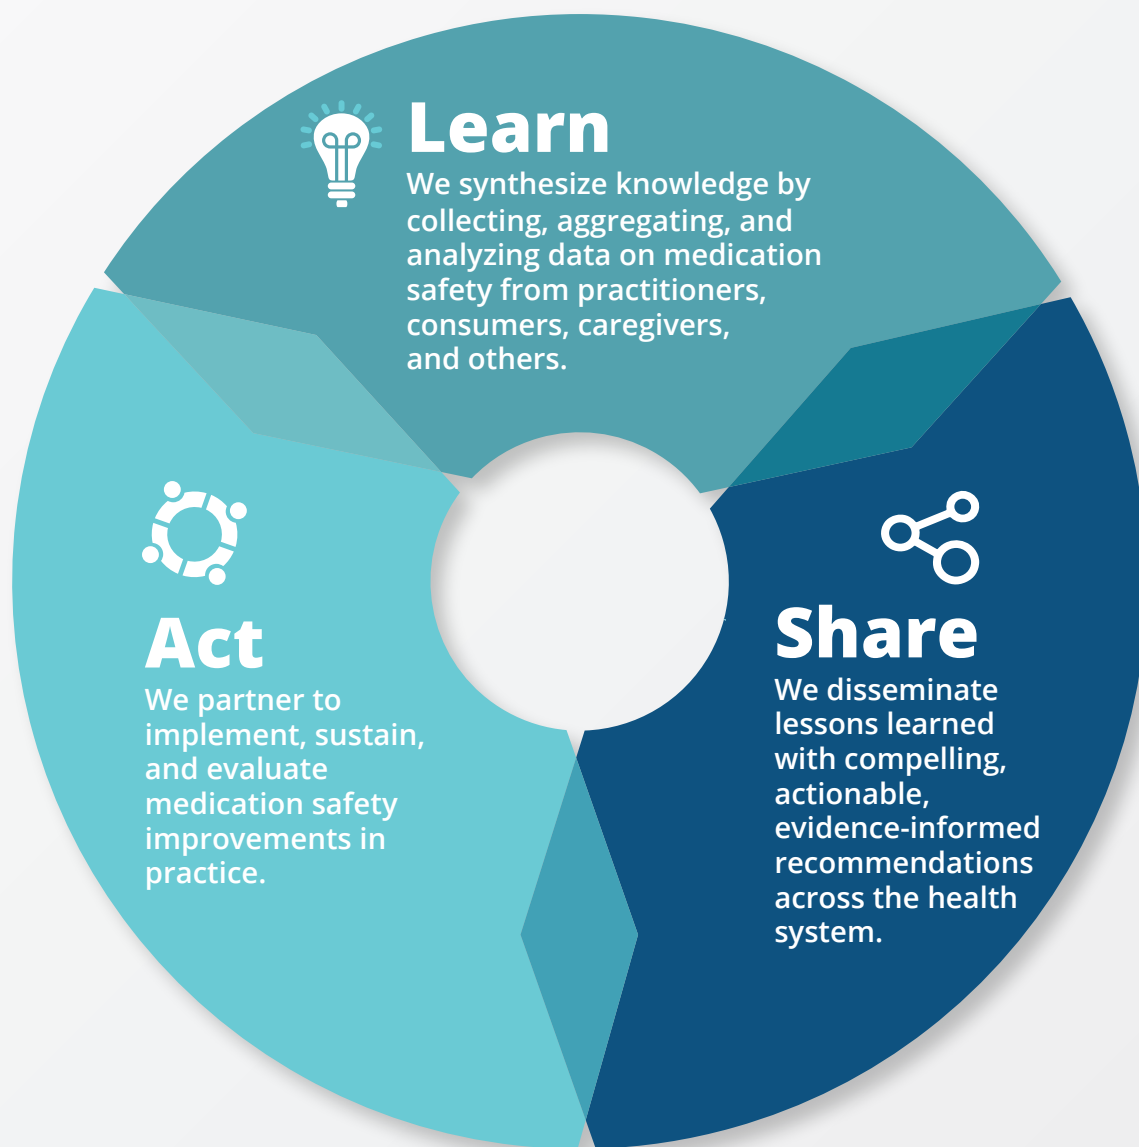 Learn
We synthesize knowledge by
collecting, aggregating, and
analyzing data on medication
safety from practitioners,
consumers, caregivers,
and others.
Share
We disseminate
lessons learned
with compelling,
actionable,
evidence-informed
recommendations
across the health
system.
Act
We partner to
implement, sustain,
and evaluate
medication safety
improvements in
practice.